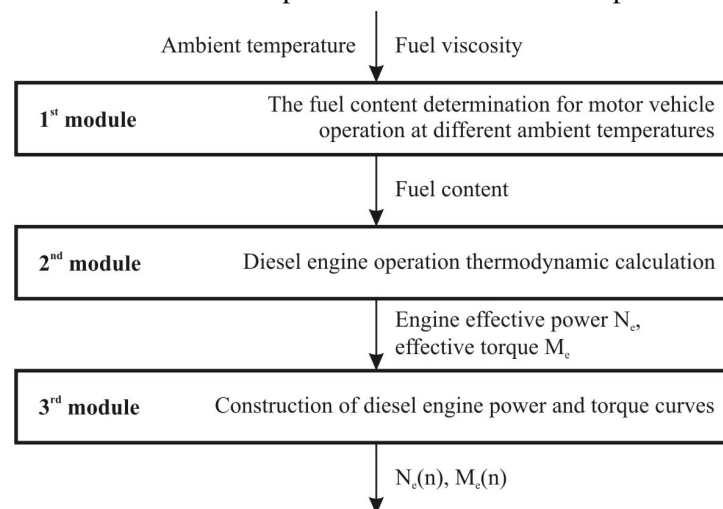 Ambient temperature Fuel viscosity
1st module
The fuel content determination for motor vehicle
operation at different ambient temperatures
Fuel content
2nd module
Diesel engine operation thermodynamic calculation
Engine effective power Ne,
effective torque Me
3rd module
Construction of diesel engine power and torque curves
Ne(n), Me(n)